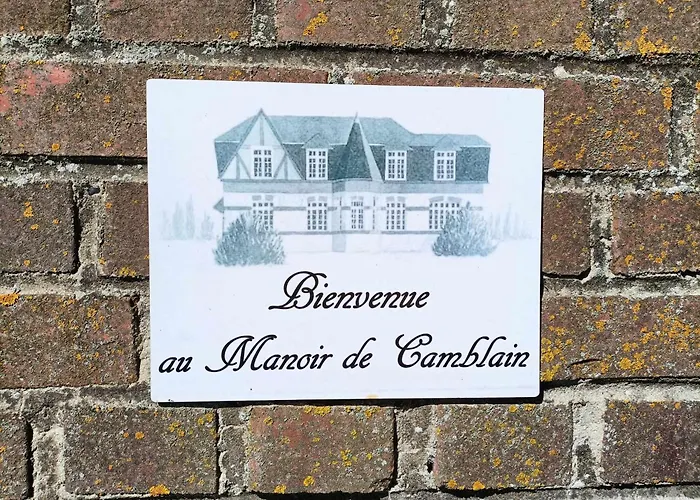 Bienvenue
au Manoir de Camblain